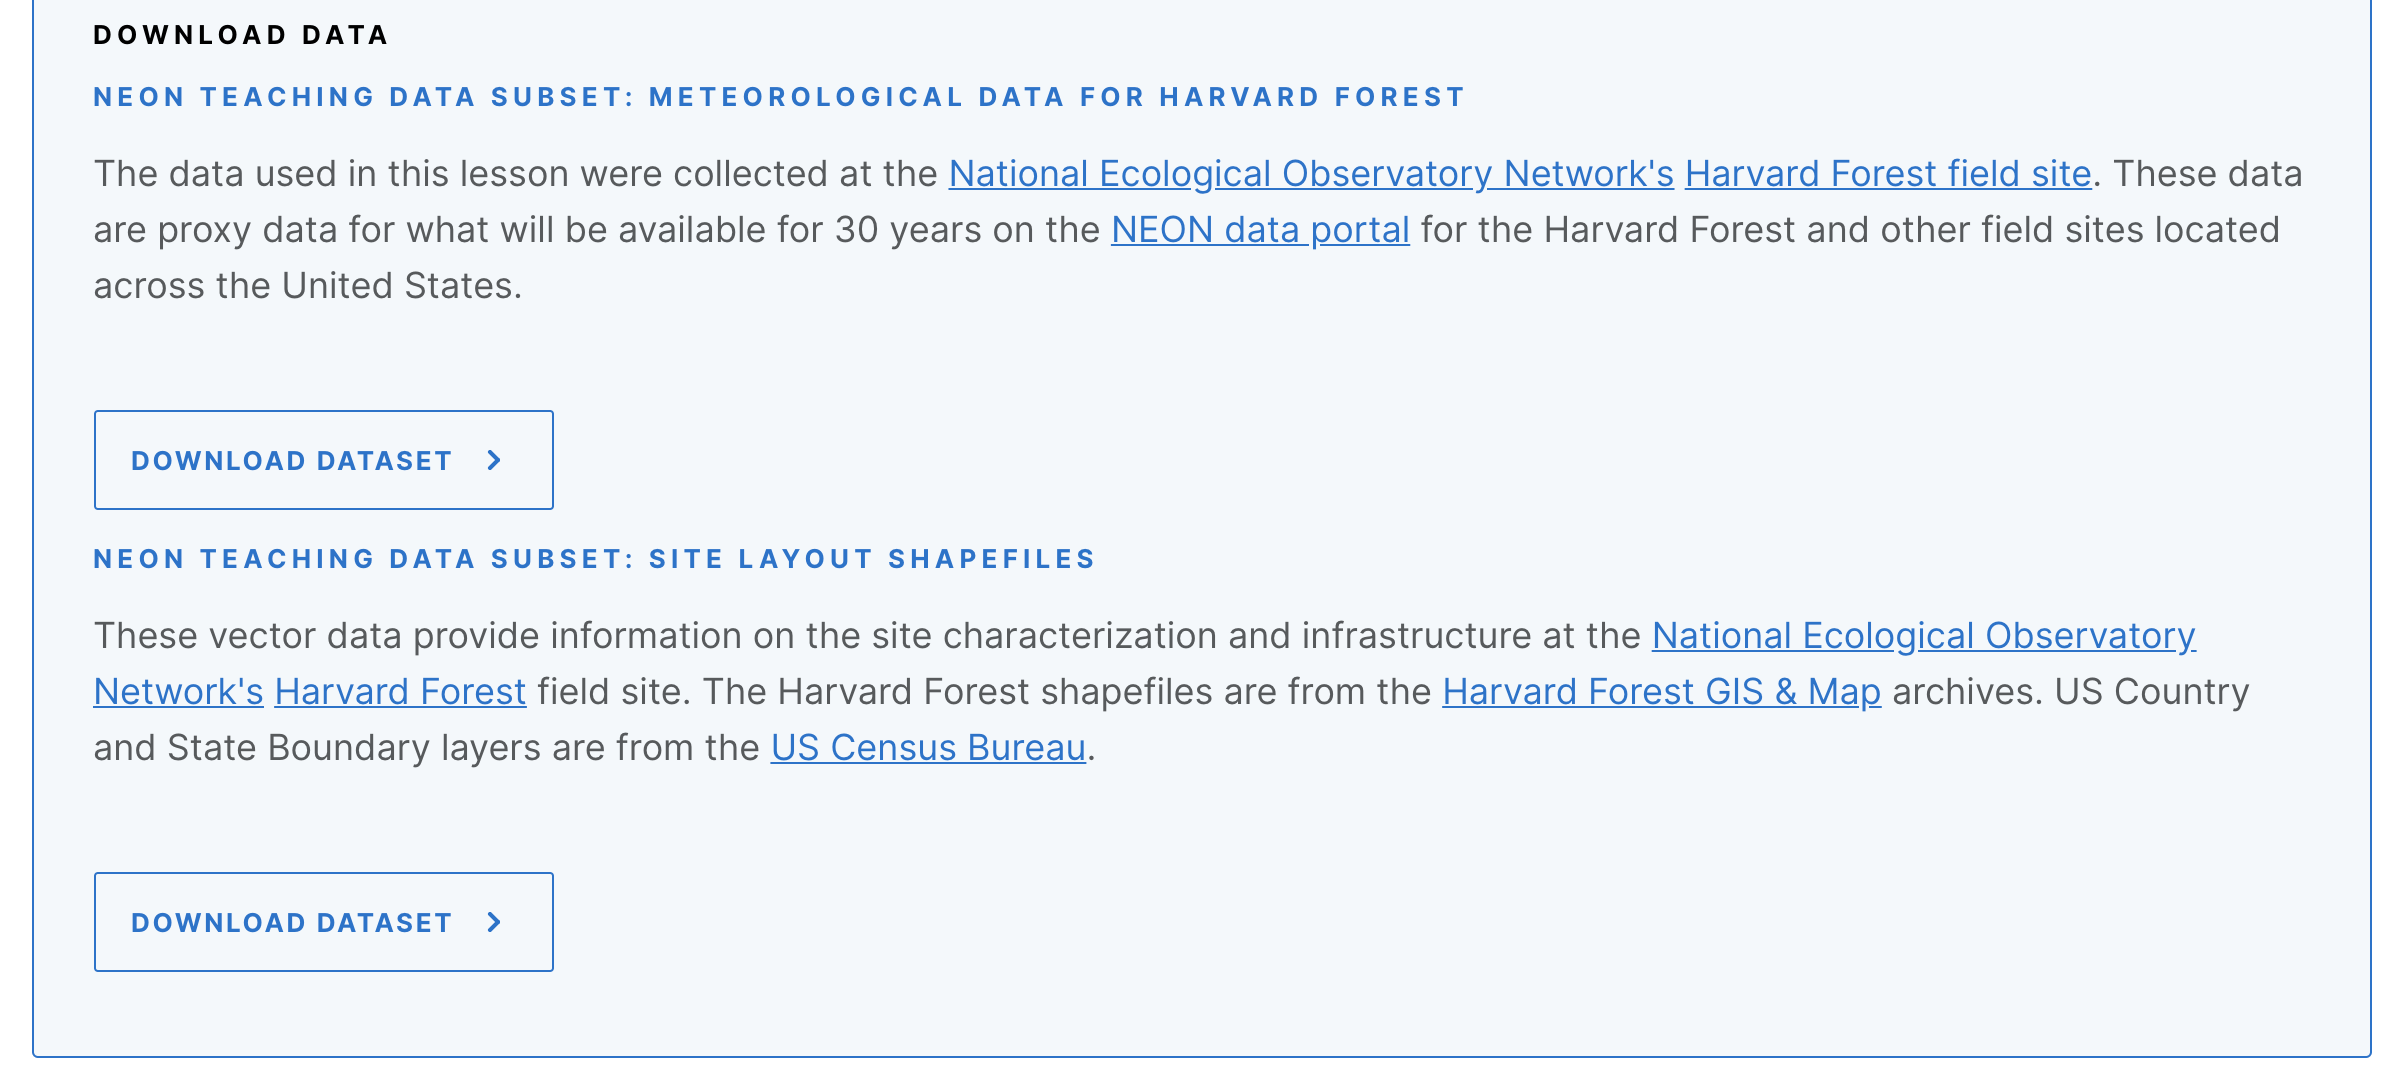 DOWNLOAD DATA
NEON TEACHING DATA SUBSET: METEOROLOGICAL DATA FOR HARVARD FOREST
The data used in this lesson were collected at the National Ecological Observatory Network's Harvard Forest field site. These data
are proxy data for what will be available for 30 years on the NEON data portal for the Harvard Forest and other field sites located
across the United States.
DOWNLOAD DATASET
NEON TEACHING DATA SUBSET: SITE LAYOUT SHAPEFILES
These vector data provide information on the site characterization and infrastructure at the National Ecological Observatory
Network's Harvard Forest field site. The Harvard Forest shapefiles are from the Harvard Forest GIS & Map archives. US Country
and State Boundary layers are from the US Census Bureau.
DOWNLOAD DATASET